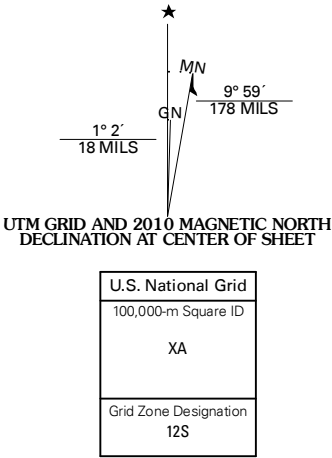 MN
9° 59´
178 MILS
GN
1° 2´
18 MILS
UTM GRID AND 2010 MAGNETIC NORTH
DECLINATION AT CENTER OF SHEET
U.S. National Grid
100,000-m Square ID
XA
Grid Zone Designation
12S